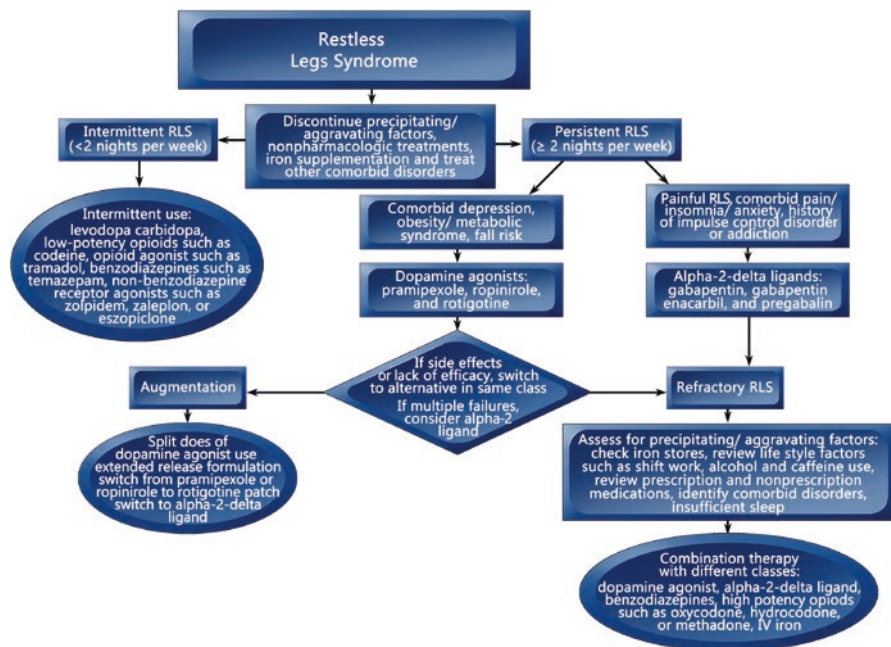 Restless
Legs Syndrome
Intermittent RLS
(<2 nights per week)
Discontinue precipitating/
aggravating factors,
nonpharmacologic treatments,
iron supplementation and treat
other comorbid disorders
Persistent RLS
(≥ 2 nights per week)
Intermittent use:
levodopa carbidopa,
low-potency opioids such as
codeine, opioid agonist such as
tramadol, benzodiazepines such as
temazepam, non-benzodiazepine
receptor agonists such as
zolpidem, zaleplon, or
eszopiclone
Comorbid depression,
obesity/ metabolic
syndrome, fall risk
Painful RLS, comorbid pain/
insomnia/ anxiety, history
of impulse control disorder
or addiction
Dopamine agonists:
pramipexole, ropinirole,
and rotigotine
Alpha-2-delta ligands:
gabapentin, gabapentin
enacarbil, and pregabalin
If side effects
or lack of efficacy, switch
to alternative in same class
If multiple failures,
consider alpha-2
ligand
Augmentation
Refractory RLS
Split does of
dopamine agonist use
extended release formulation
switch from pramipexole or
ropinirole to rotigotine patch
switch to alpha-2-delta
ligand
Assess for precipitating/ aggravating factors:
check iron stores, review life style factors
such as shift work, alcohol and caffeine use,
review prescription and nonprescription
medications, identify comorbid disorders,
insufficient sleep
Combination therapy
with different classes:
dopamine agonist, alpha-2-delta ligand,
benzodiazepines, high potency opiods
such as oxycodone, hydrocodone,
or methadone, IV iron